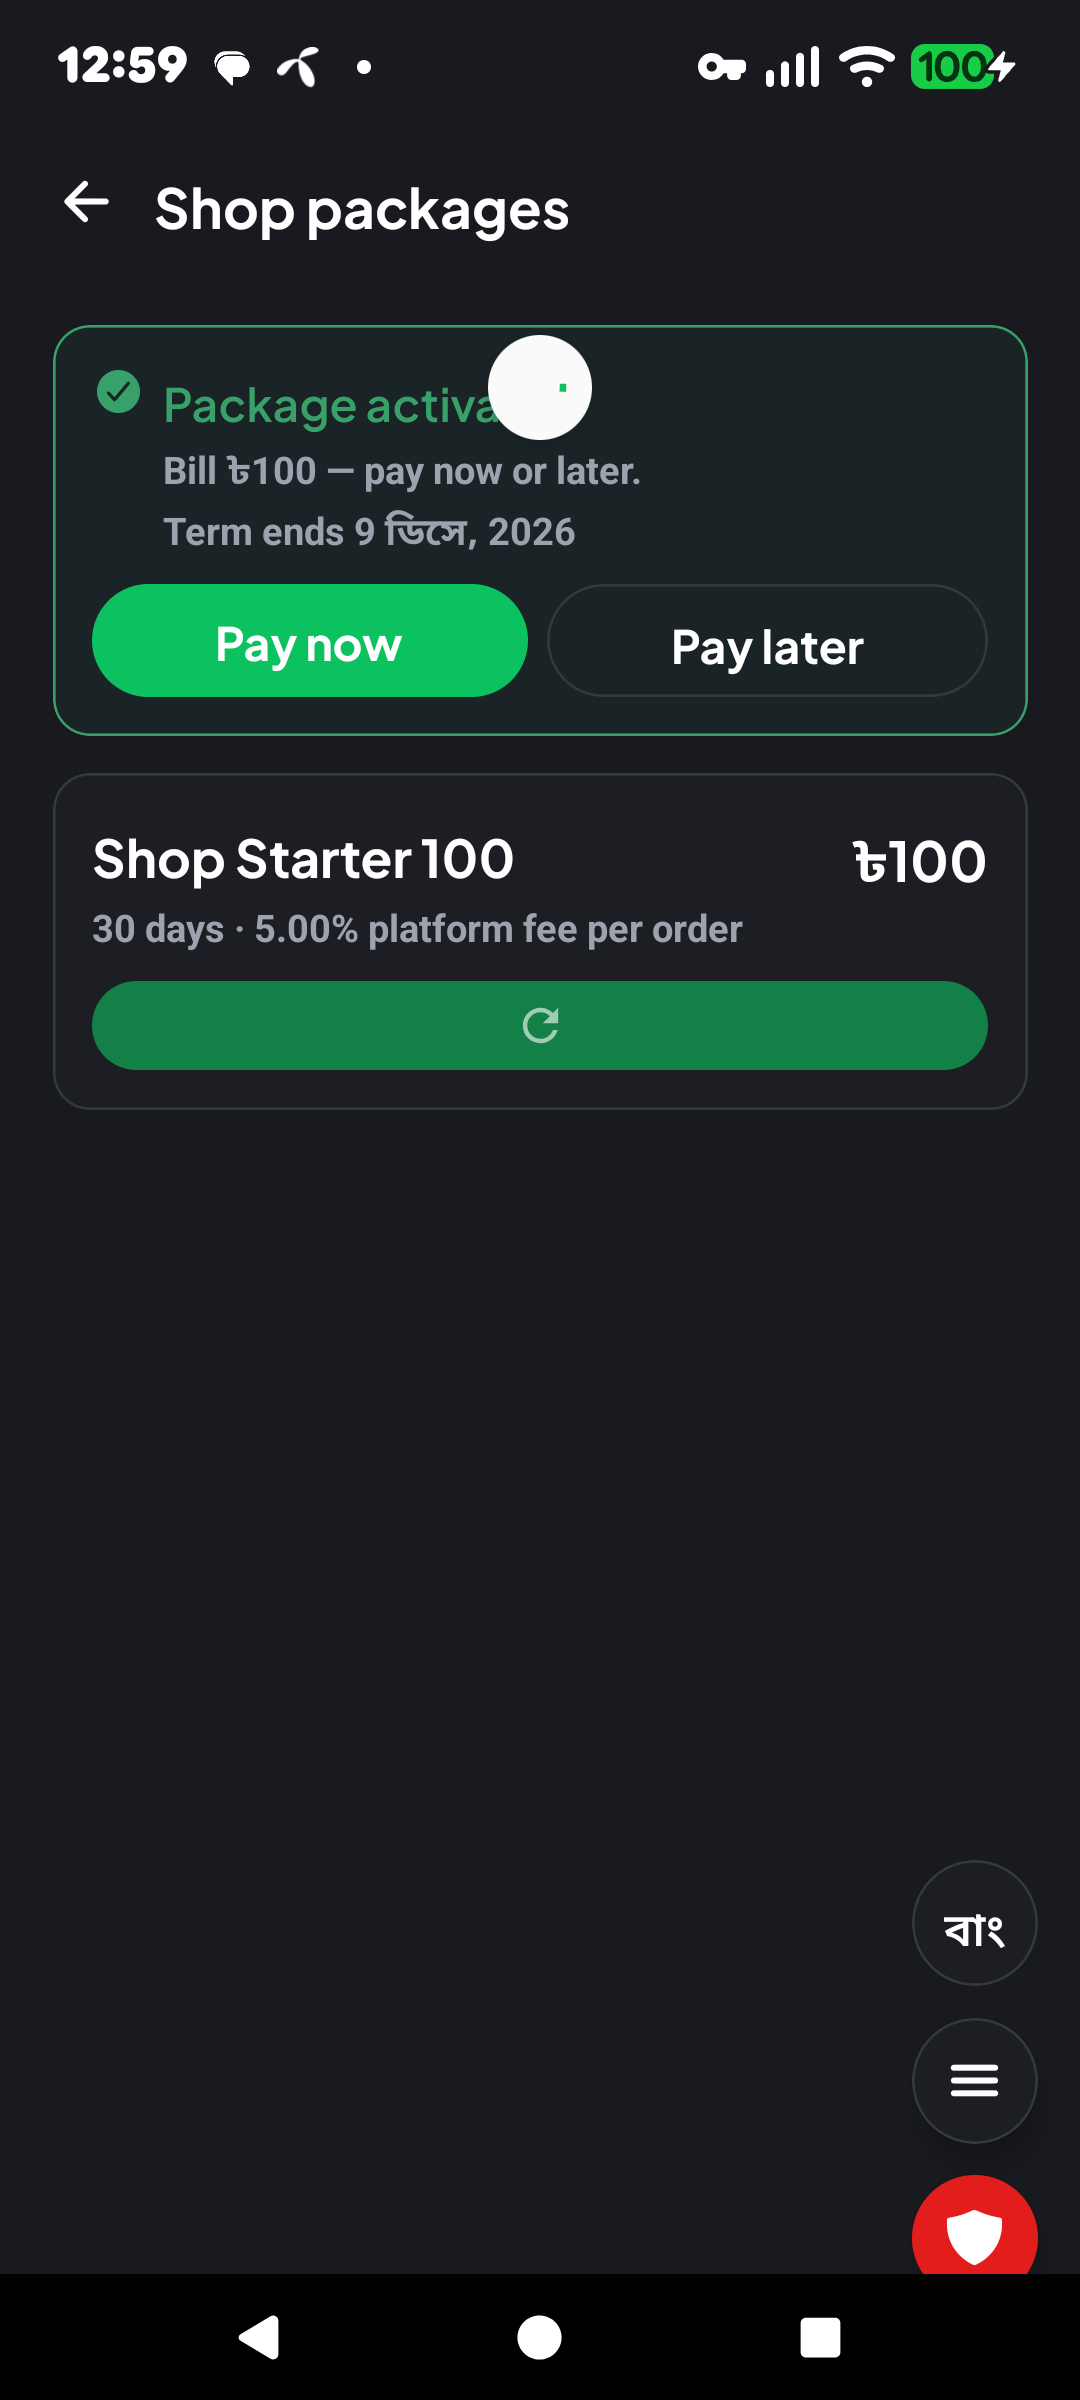 12:59
100
Shop packages
Package activa
Bill ৳100 — pay now or later.
Term ends 9 ডিসে, 2026
Pay now
Pay later
Shop Starter 100
৳100
30 days · 5.00% platform fee per order
বাং